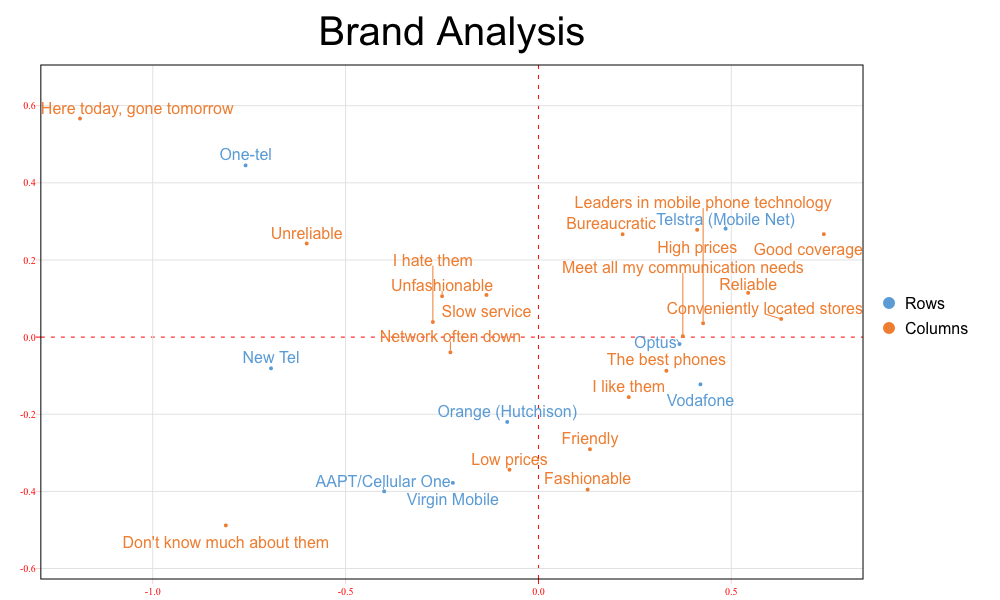 Brand Analysis
0.6
Here today, gone tomorrow
One-tel
0.4
Leaders in mobile phone technology
Telstra (Mobile Net)
Bureaucratic
Unreliable
High prices
Good coverage
0.2
I hate them
Meet all my communication needs
Unfashionable
Reliable
Rows
Slow service
Conveniently located stores
Columns
0.0
Network often down
Optus
New Tel
The best phones
I like them
Vodafone
-0.2
Orange (Hutchison)
Friendly
Low prices
AAPT/Cellular One
Fashionable
-0.4
Virgin Mobile
Don't know much about them
-0.6
-1.0
-0.5
0.0
0.5